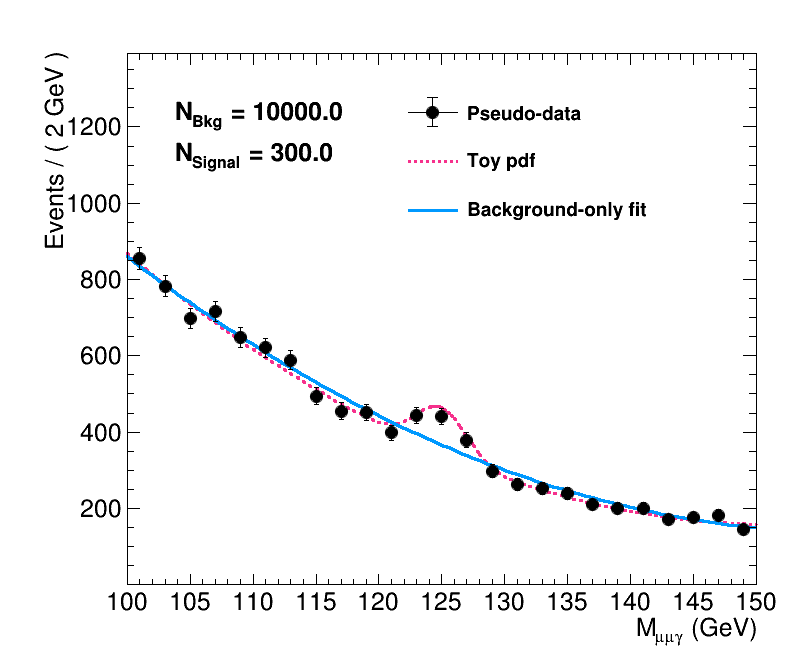 Events / ( 2 GeV )
N_Bkg = 10000.0
N_Signal = 300.0
Pseudo-data
Toy pdf
Background-only fit
1200
1000
800
600
400
200
100 105 110 115 120 125 130 135 140 145 150
M_μμγ (GeV)